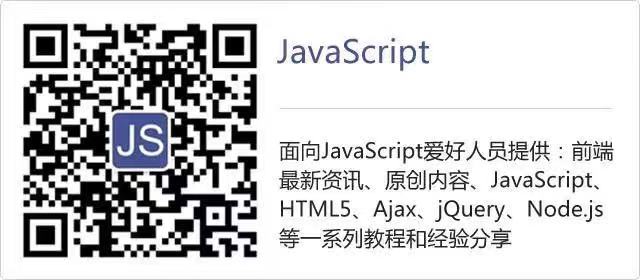 JS
JavaScript
面向JavaScript爱好人员提供：前端
最新资讯、原创内容、JavaScript、
HTML5、Ajax、jQuery、Node.js
等一系列教程和经验分享